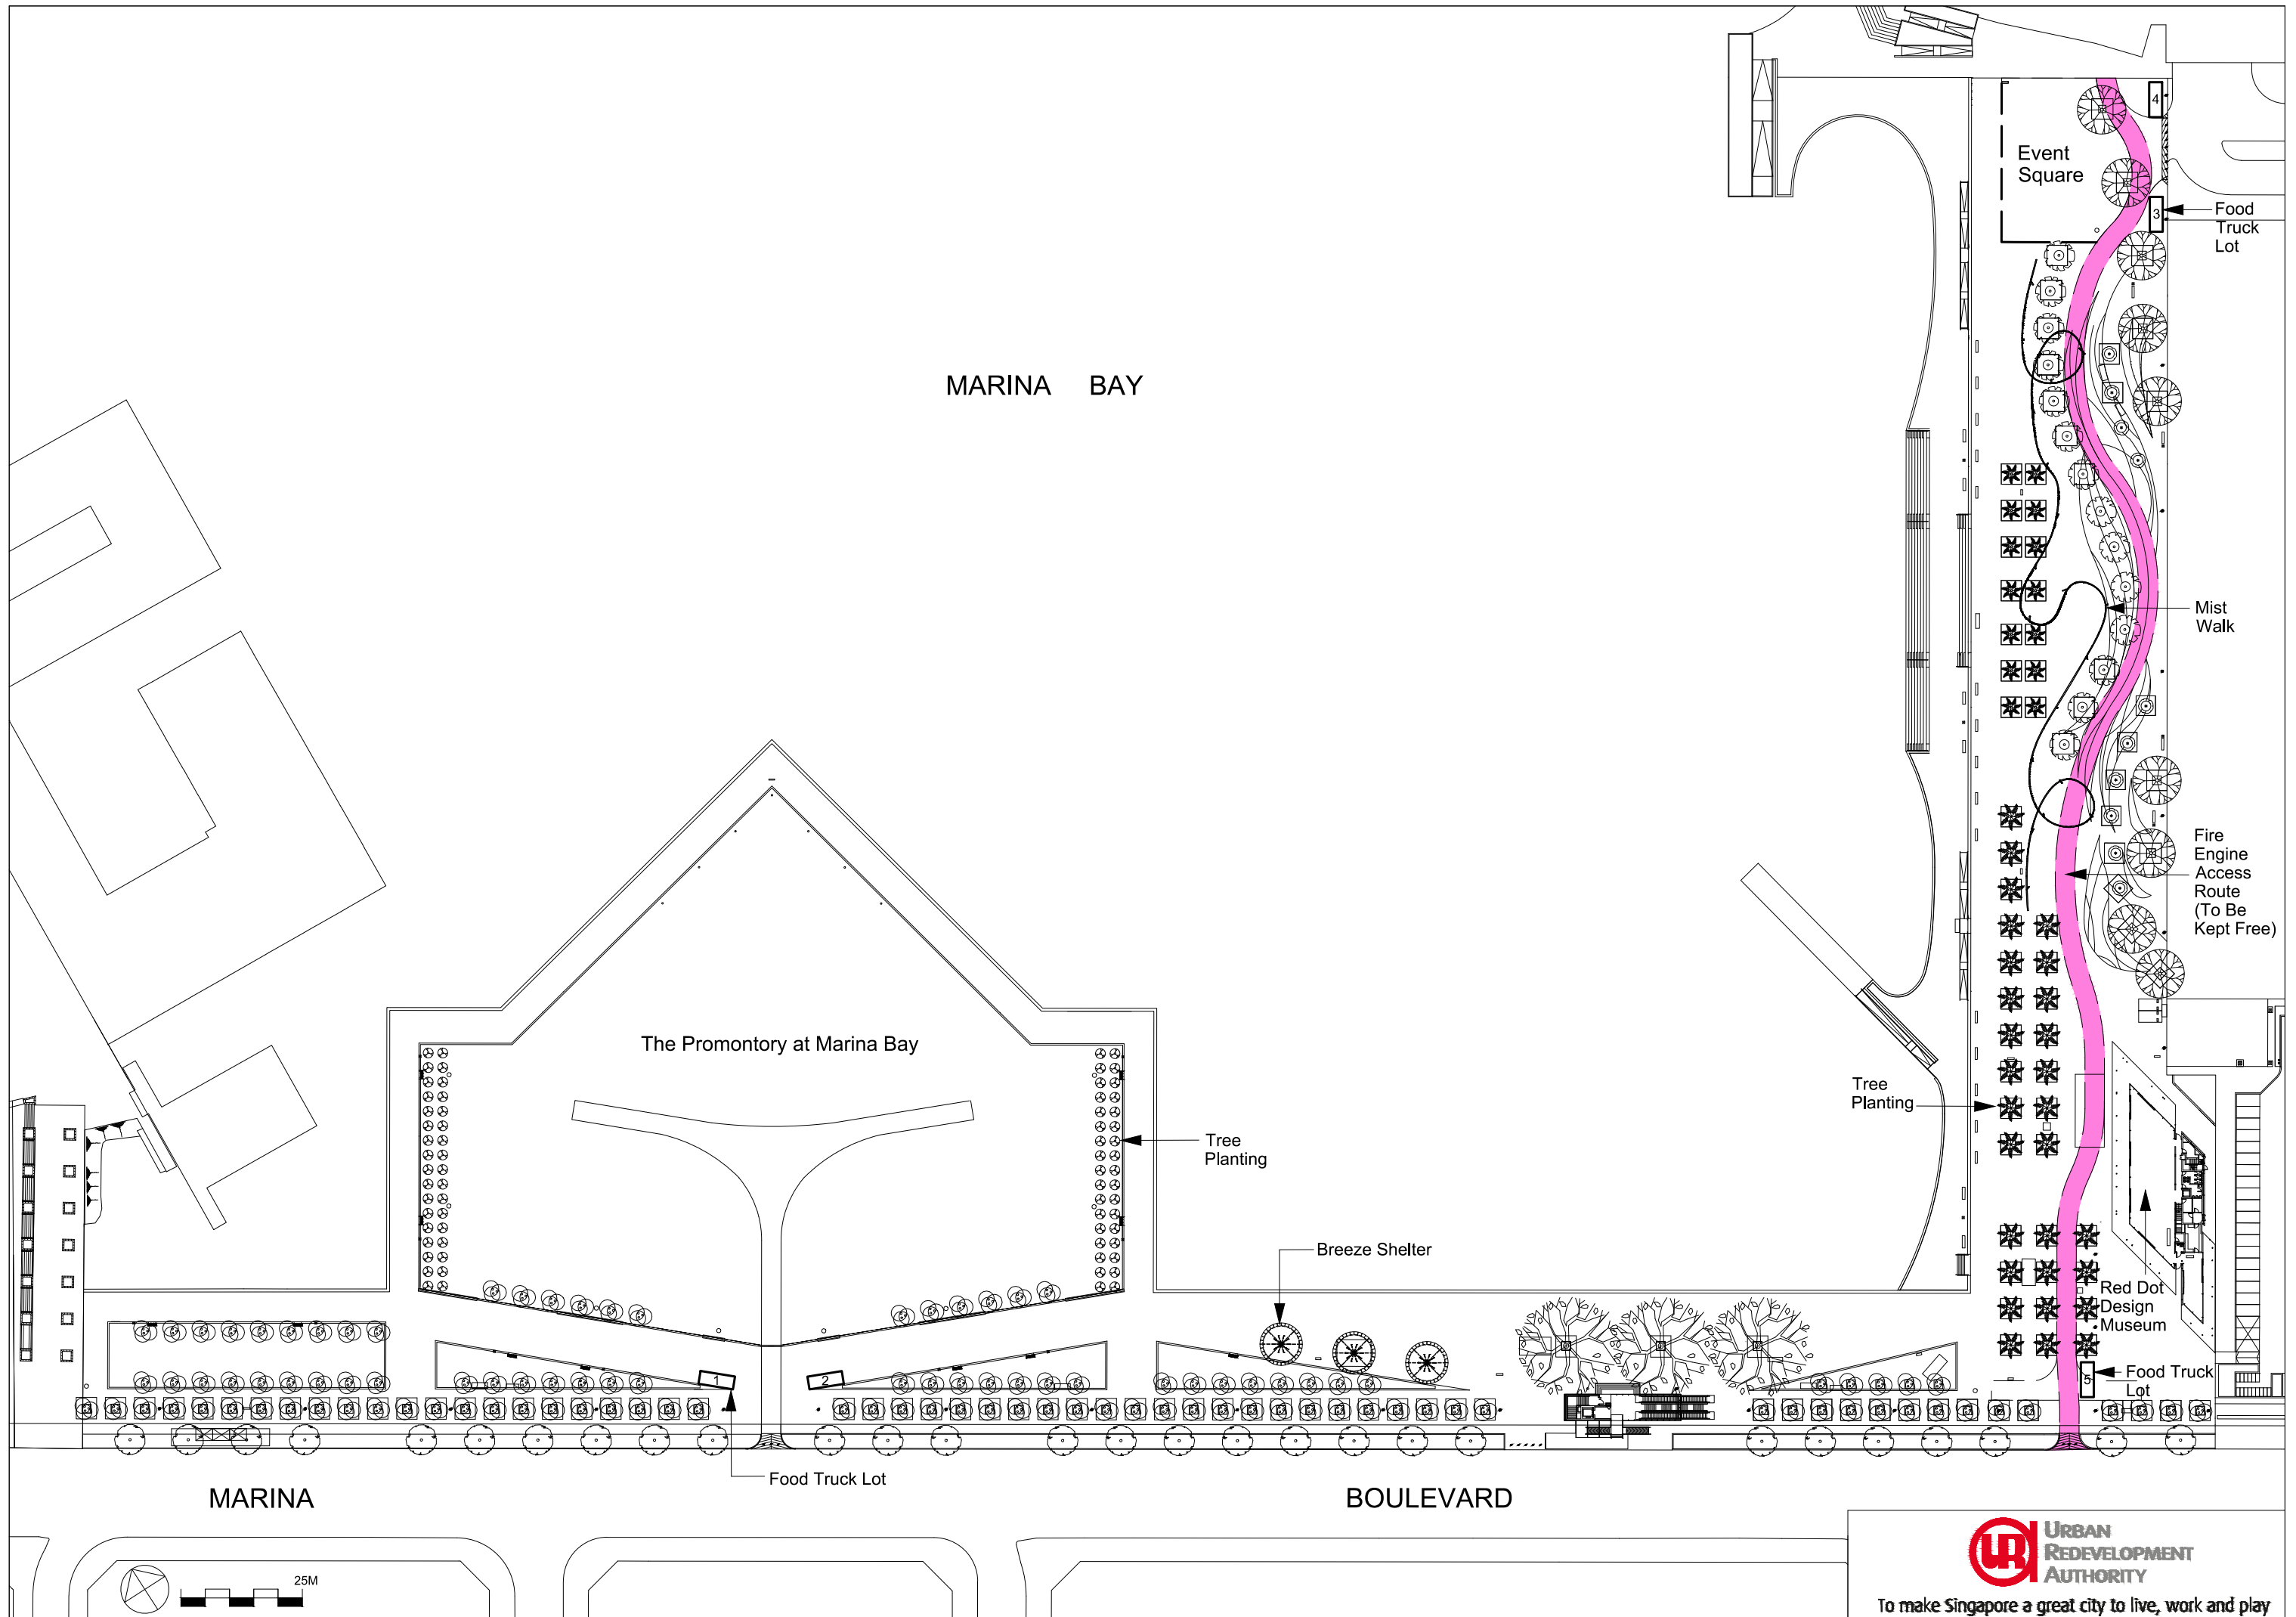 4
Event
Square
3
Food
Truck
Lot
MARINA BAY
Mist
Walk
Fire
Engine
Access
Route
(To Be
Kept Free)
The Promontory at Marina Bay
Tree
Planting
Tree
Planting
Breeze Shelter
Red Dot
Design
Museum
1
2
5
Food Truck
Lot
Food Truck Lot
MARINA BOULEVARD
25M
URBAN
REDEVELOPMENT
AUTHORITY
To make Singapore a great city to live, work and play